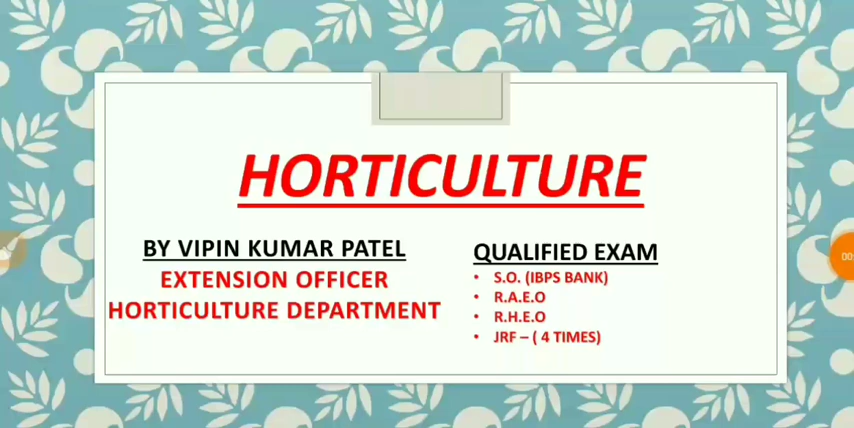 HORTICULTURE
BY VIPIN KUMAR PATEL
EXTENSION OFFICER
HORTICULTURE DEPARTMENT
QUALIFIED EXAM
• S.O. (IBPS BANK)
• R.A.E.O
• R.H.E.O
• JRF – ( 4 TIMES)